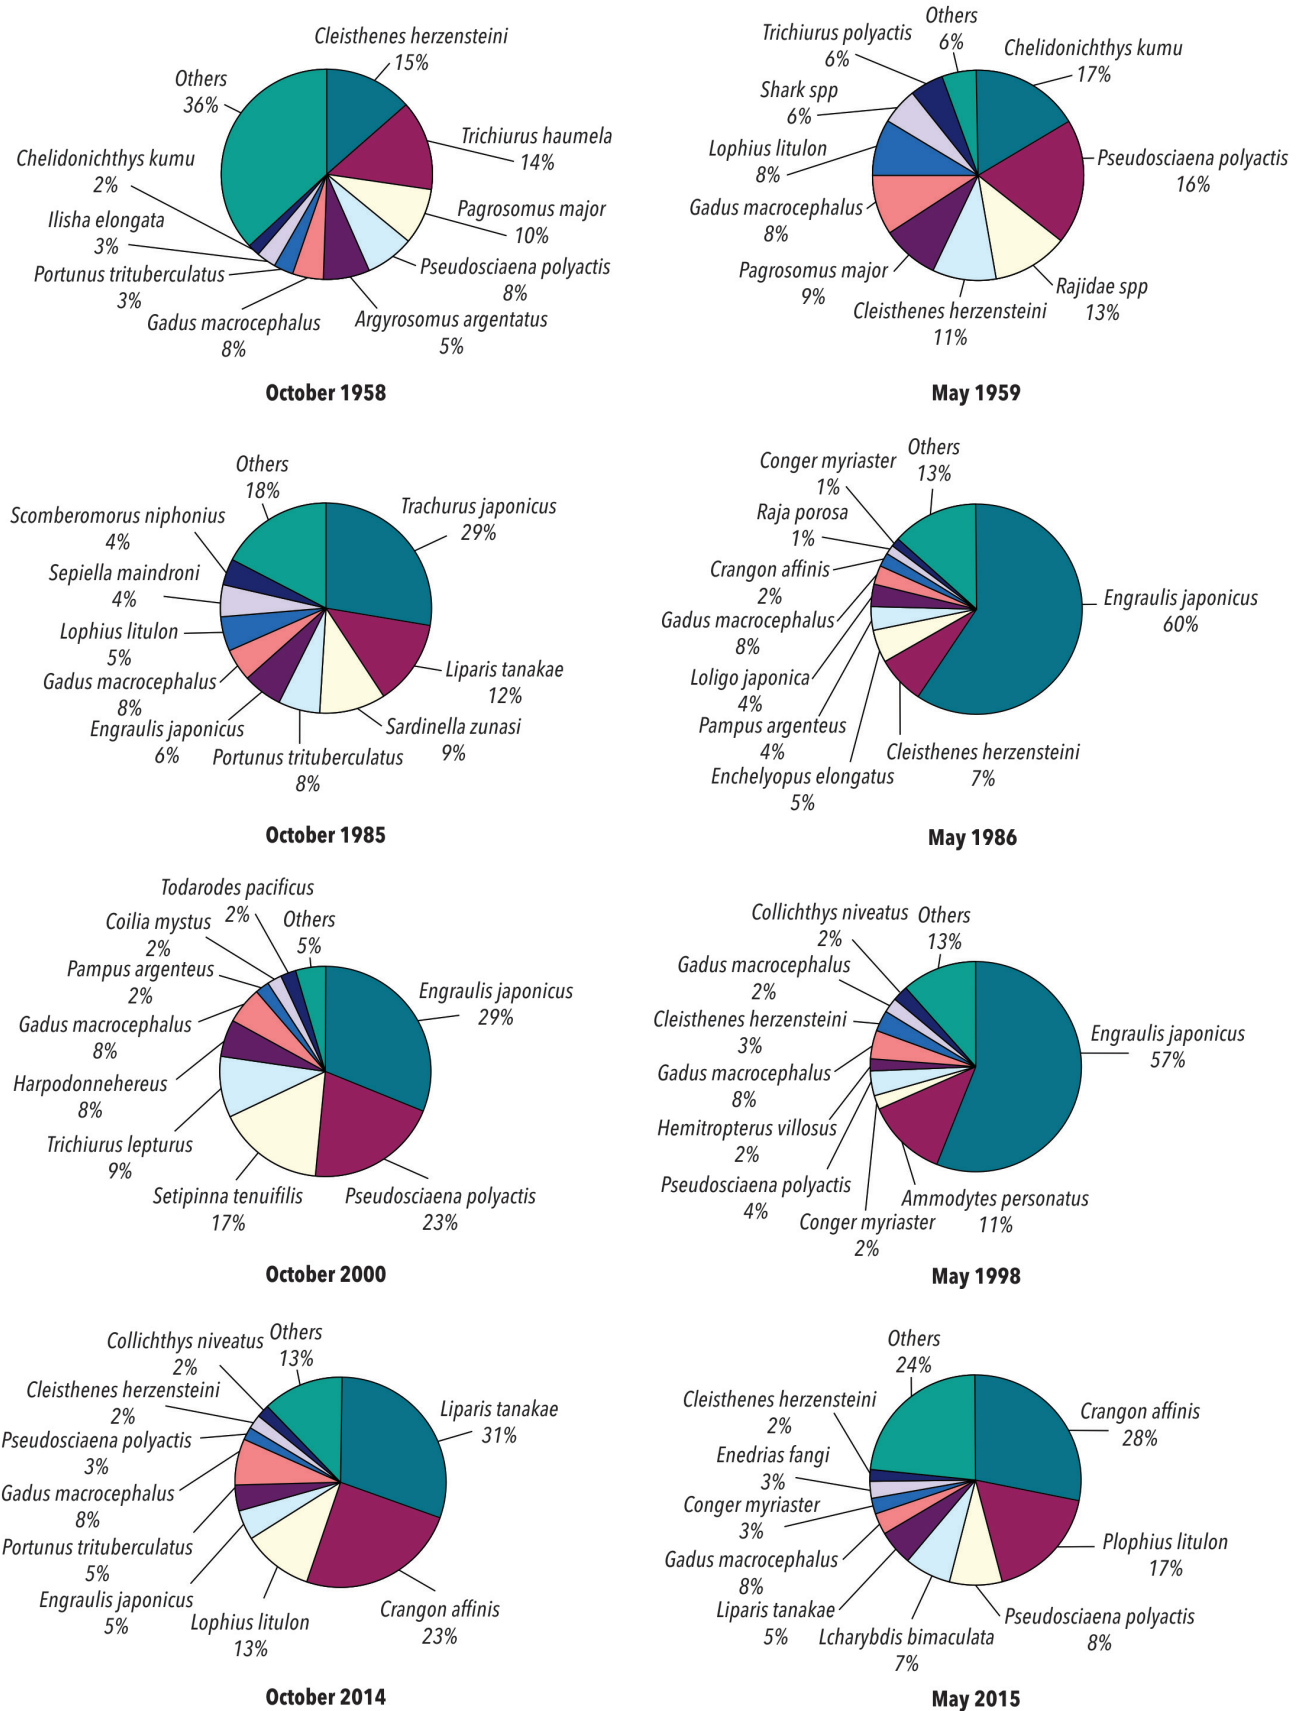 Cleisthenes herzensteini
15%
Others
36%
Trichiurus haumela
14%
Chelidonichthys kumu
2%
Pagrosomus major
10%
Ilisha elongata
3%
Pseudosciaena polyactis
8%
Portunus trituberculatus
3%
Gadus macrocephalus
8%
Argyrosomus argentatus
5%
October 1958
Others
6%
Trichiurus polyactis
6%
Chelidonichthys kumu
17%
Shark spp
6%
Lophius litulon
8%
Pseudosciaena polyactis
16%
Gadus macrocephalus
8%
Pagrosomus major
9%
Rajidae spp
13%
Cleisthenes herzensteini
11%
May 1959
Others
18%
Trachurus japonicus
29%
Scomberomorus niphonius
4%
Sepiella maindroni
4%
Lophius litulon
5%
Liparis tanakae
12%
Gadus macrocephalus
8%
Engraulis japonicus
6%
Sardinella zunasi
9%
Portunus trituberculatus
8%
October 1985
Others
13%
Conger myriaster
1%
Raja porosa
1%
Crangon affinis
2%
Engraulis japonicus
60%
Gadus macrocephalus
8%
Loligo japonica
4%
Pampus argenteus
4%
Cleisthenes herzensteini
7%
Enchelyopus elongatus
5%
May 1986
Todarodes pacificus
2%
Others
5%
Coilia mystus
2%
Pampus argenteus
2%
Engraulis japonicus
29%
Gadus macrocephalus
8%
Harpodonnehereus
8%
Trichiurus lepturus
9%
Setipinna tenuifilis
17%
Pseudosciaena polyactis
23%
October 2000
Collichthys niveatus
2%
Others
13%
Gadus macrocephalus
2%
Cleisthenes herzensteini
3%
Engraulis japonicus
57%
Gadus macrocephalus
8%
Hemitropterus villosus
2%
Pseudosciaena polyactis
4%
Conger myriaster
2%
Ammodytes personatus
11%
May 1998
Others
13%
Collichthys niveatus
2%
Cleisthenes herzensteini
2%
Liparis tanakae
31%
Pseudosciaena polyactis
3%
Gadus macrocephalus
8%
Portunus trituberculatus
5%
Engraulis japonicus
5%
Lophius litulon
13%
Crangon affinis
23%
October 2014
Others
24%
Cleisthenes herzensteini
2%
Crangon affinis
28%
Enedrias fangi
3%
Conger myriaster
3%
Plophius litulon
17%
Gadus macrocephalus
8%
Liparis tanakae
5%
Pseudosciaena polyactis
8%
Lcharybdis bimaculata
7%
May 2015